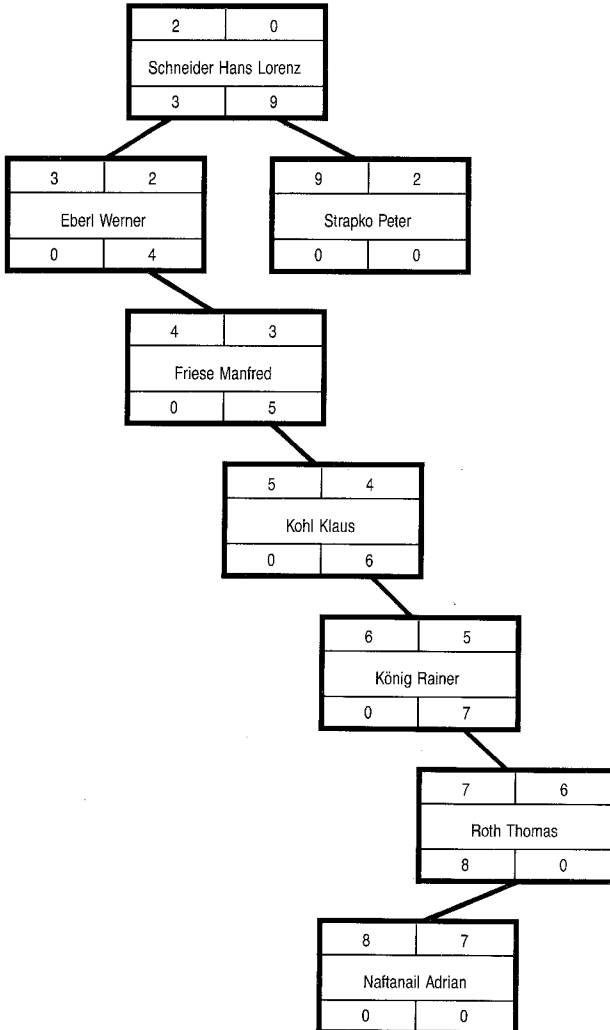 2 0
Schneider Hans Lorenz
3 9
3 2
Eberl Werner
0 4
9 2
Strapko Peter
0 0
4 3
Friese Manfred
0 5
5 4
Kohl Klaus
0 6
6 5
König Rainer
0 7
7 6
Roth Thomas
8 0
8 7
Naftanail Adrian
0 0